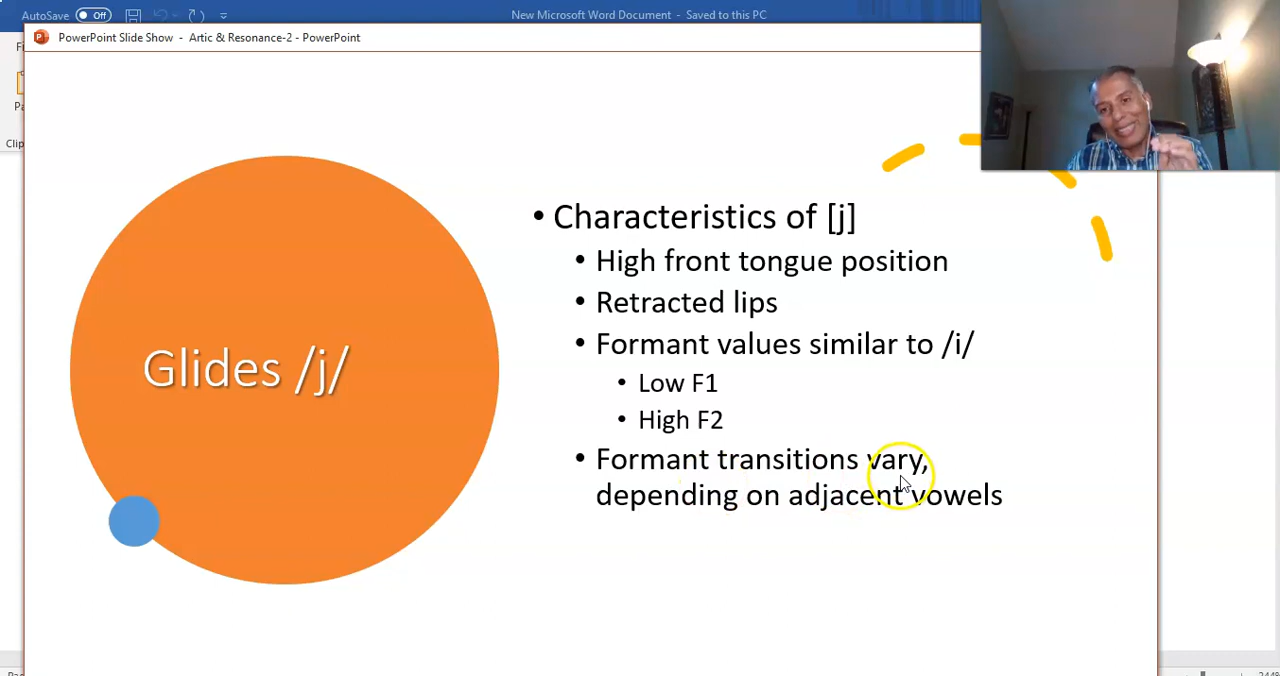 AutoSave Off New Microsoft Word Document - Saved to this PC
PowerPoint Slide Show - Artic & Resonance-2 - PowerPoint
Glides /j/
• Characteristics of [j]
• High front tongue position
• Retracted lips
• Formant values similar to /i/
• Low F1
• High F2
• Formant transitions vary,
depending on adjacent vowels